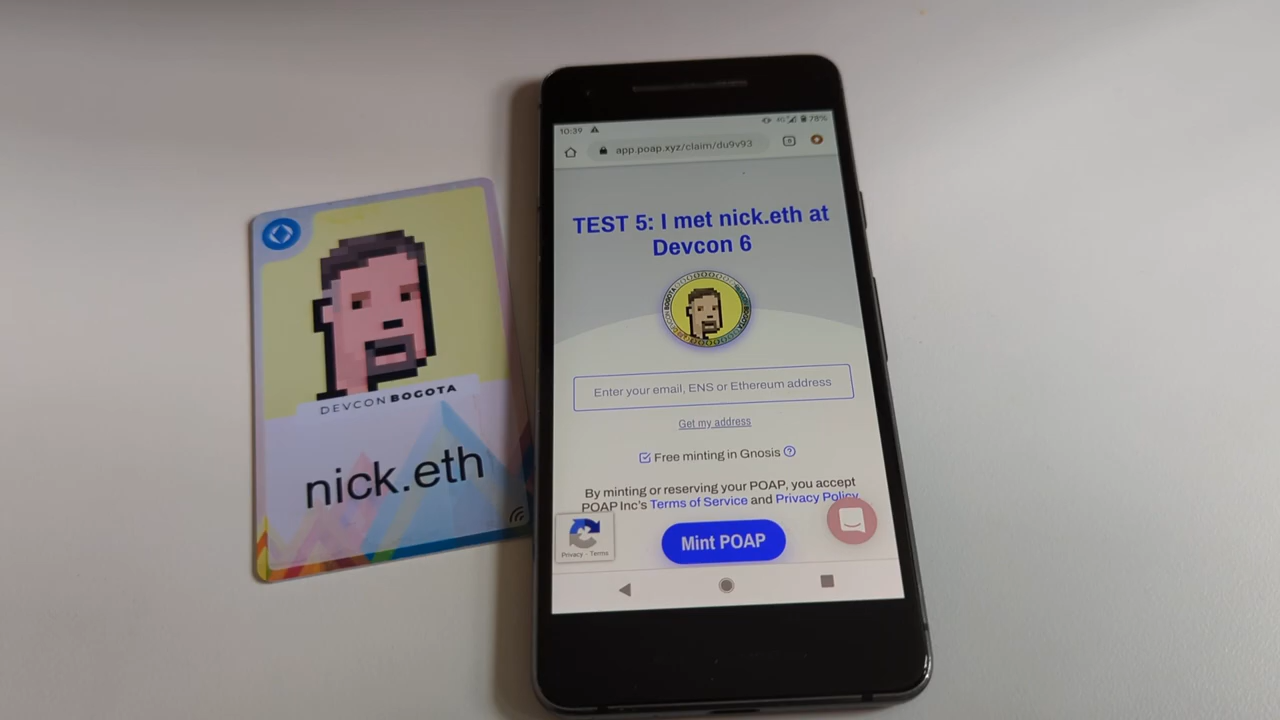 DEVCON BOGOTA
nick.eth
10:39
4G 78%
app.poap.xyz/claim/du9v93
TEST 5: I met nick.eth at
Devcon 6
Enter your email, ENS or Ethereum address
Get my address
Free minting in Gnosis
By minting or reserving your POAP, you accept
POAP Inc's Terms of Service and Privacy Policy
Privacy - Terms
Mint POAP